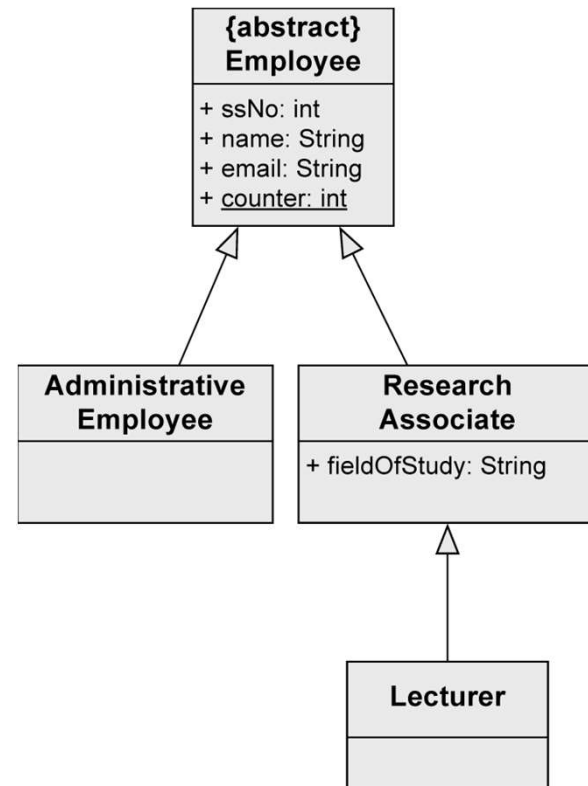 {abstract}
Employee
+ ssNo: int
+ name: String
+ email: String
+ counter: int
Administrative
Employee
Research
Associate
+ fieldOfStudy: String
Lecturer